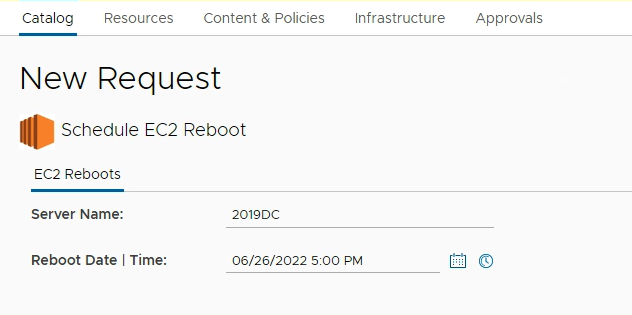 Catalog Resources Content & Policies Infrastructure Approvals
New Request
Schedule EC2 Reboot
EC2 Reboots
Server Name: 2019DC
Reboot Date | Time: 06/26/2022 5:00 PM